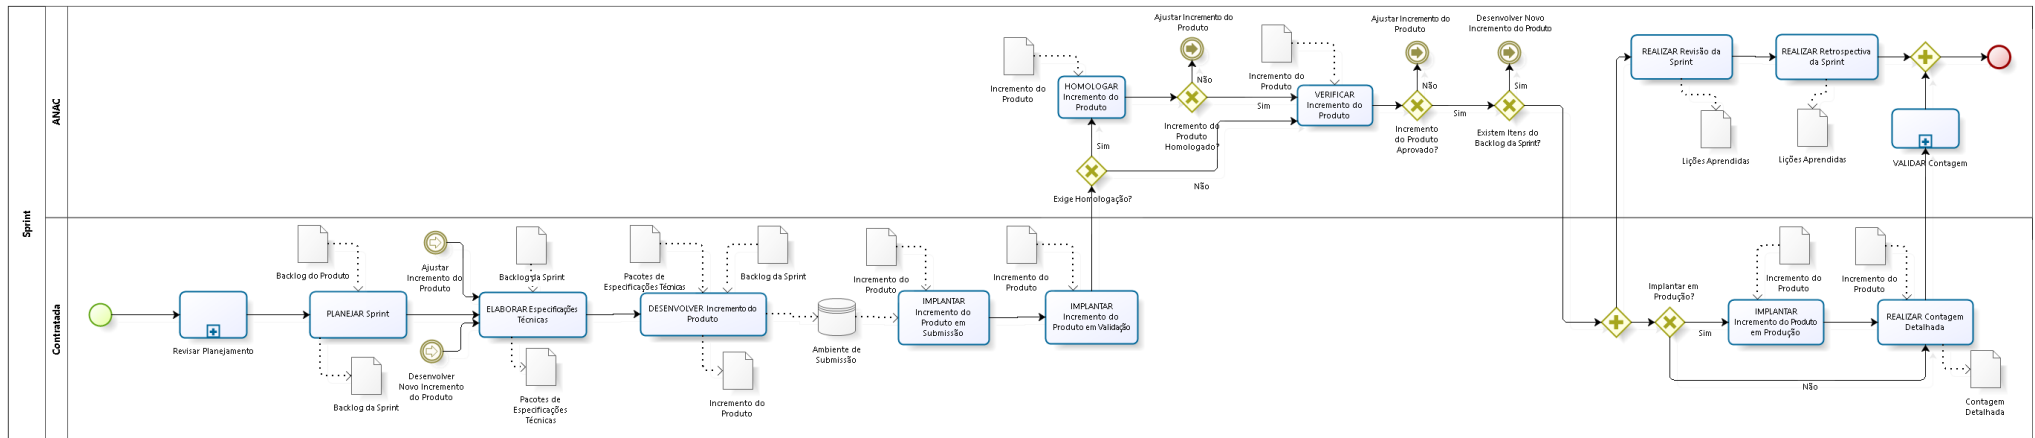 Sprint
ANAC
Incremento do
Produto
HOMOLOGAR
Incremento do
Produto
Sim
Exige Homologação?
Não
Ajustar Incremento do
Produto
Não
Sim
Incremento do
Produto
Homologado?
Incremento do
Produto
VERIFICAR
Incremento do
Produto
Ajustar Incremento do
Produto
Não
Sim
Incremento
do Produto
Aprovado?
Desenvolver Novo
Incremento do Produto
Sim
Existem Itens do
Backlog da Sprint?
REALIZAR Revisão da
Sprint
Lições Aprendidas
REALIZAR Retrospectiva
da Sprint
Lições Aprendidas
VALIDAR Contagem
Contratada
Revisar Planejamento
Backlog do Produto
PLANEJAR Sprint
Backlog da Sprint
Ajustar
Incremento do
Produto
Desenvolver
Novo Incremento
do Produto
Backlog da Sprint
ELABORAR Especificações
Técnicas
Pacotes de
Especificações
Técnicas
Pacotes de
Especificações Técnicas
Backlog da Sprint
DESENVOLVER Incremento do
Produto
Incremento do
Produto
Ambiente de
Submissão
Incremento do
Produto
IMPLANTAR
Incremento do
Produto em
Submissão
Incremento do
Produto
IMPLANTAR
Incremento do
Produto em Validação
Implantar em
Produção?
Sim
Não
Incremento do
Produto
IMPLANTAR
Incremento do Produto
em Produção
Incremento do
Produto
REALIZAR Contagem
Detalhada
Contagem
Detalhada